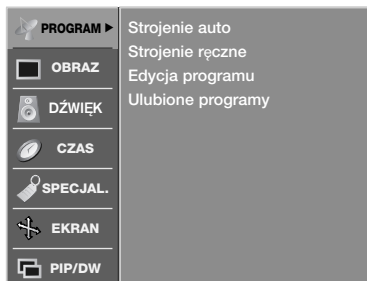 PROGRAM ►
OBRAZ
DŹWIĘK
CZAS
SPECJAL.
EKRAN
PIP/DW
Strojenie auto
Strojenie ręczne
Edycja programu
Ulubione programy